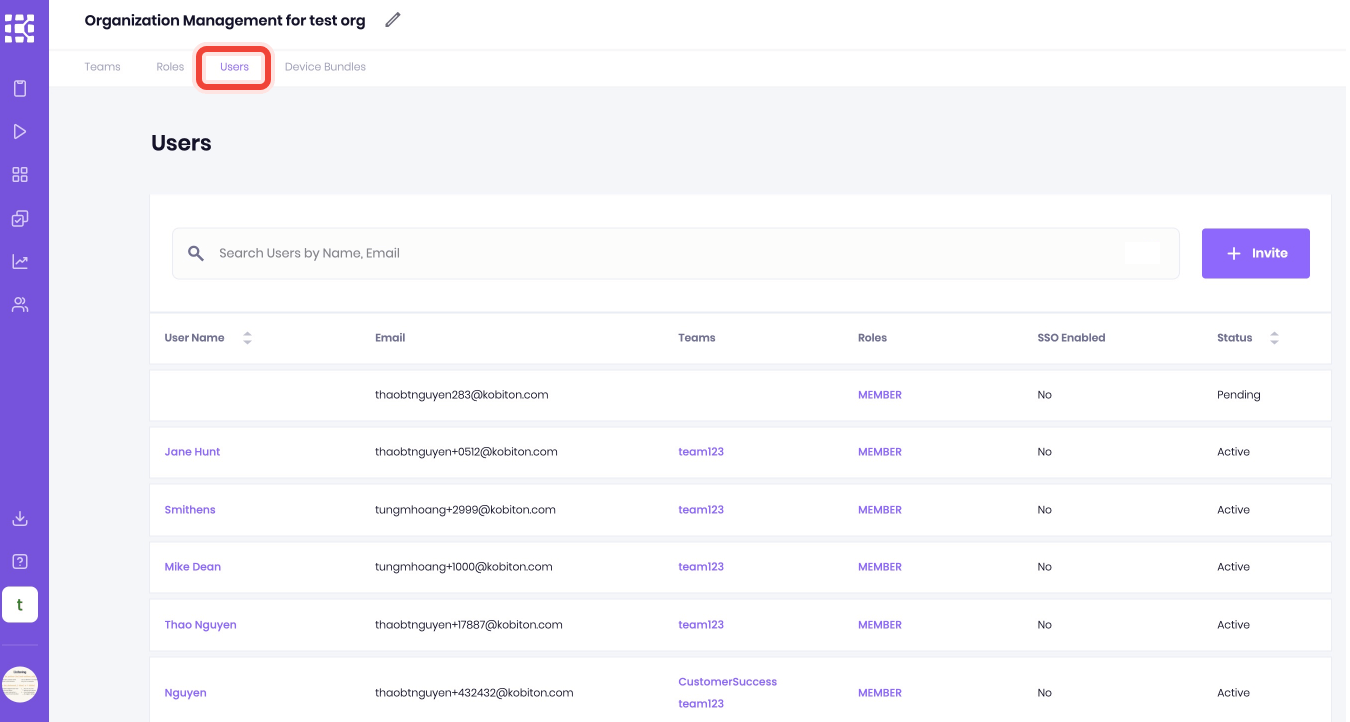 Organization Management for test org
Teams Roles Users Device Bundles
Users
Search Users by Name, Email
Invite
User Name Email Teams Roles SSO Enabled Status
thaobtnguyen283@kobiton.com MEMBER No Pending
Jane Hunt thaobtnguyen+0512@kobiton.com team123 MEMBER No Active
Smithens tungmhoang+2999@kobiton.com team123 MEMBER No Active
Mike Dean tungmhoang+1000@kobiton.com team123 MEMBER No Active
Thao Nguyen thaobtnguyen+17887@kobiton.com team123 MEMBER No Active
Nguyen thaobtnguyen+432432@kobiton.com CustomerSuccess MEMBER No Active
team123
t